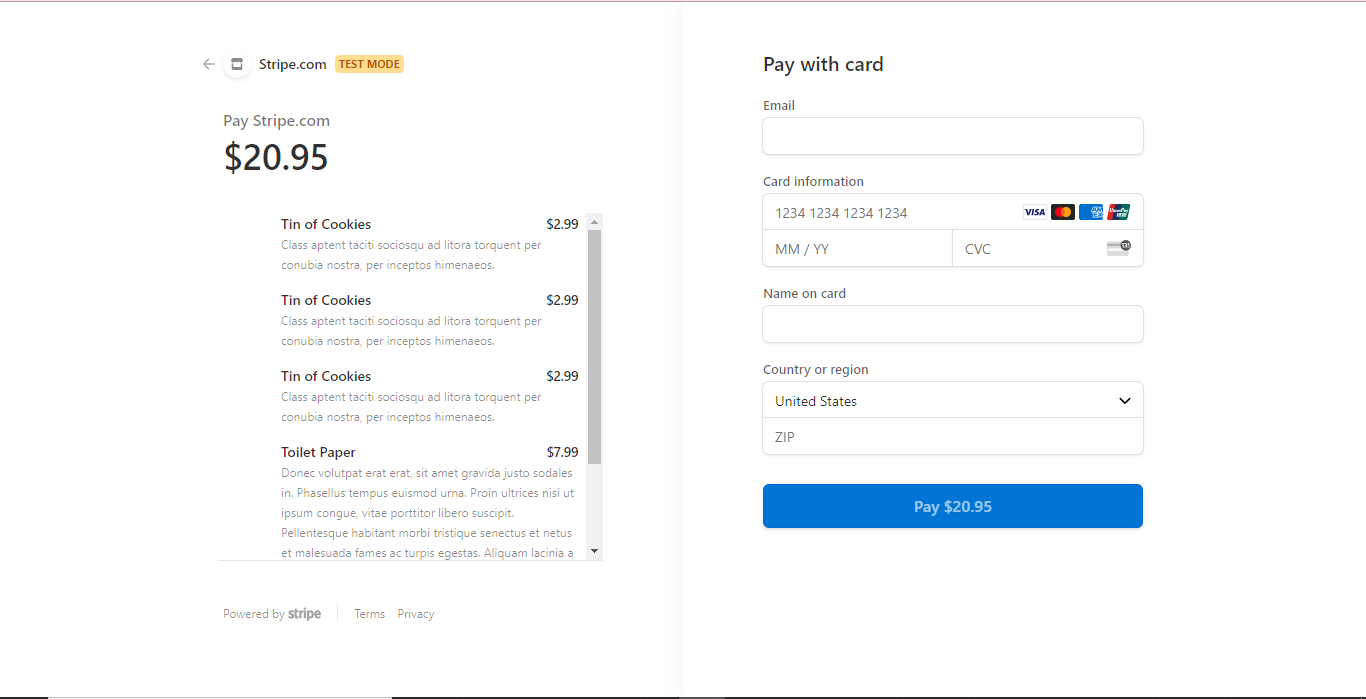 Stripe.com TEST MODE
Pay Stripe.com
$20.95
Tin of Cookies $2.99
Class aptent taciti sociosqu ad litora torquent per
conubia nostra, per inceptos himenaeos.
Tin of Cookies $2.99
Class aptent taciti sociosqu ad litora torquent per
conubia nostra, per inceptos himenaeos.
Tin of Cookies $2.99
Class aptent taciti sociosqu ad litora torquent per
conubia nostra, per inceptos himenaeos.
Toilet Paper $7.99
Donec volutpat erat erat, sit amet gravida justo sodales
in. Phasellus tempus euismod urna. Proin ultrices nisi ut
ipsum congue, vitae porttitor libero suscipit.
Pellentesque habitant morbi tristique senectus et netus
et malesuada fames ac turpis egestas. Aliquam lacinia a
Powered by stripe Terms Privacy
Pay with card
Email
Card information
1234 1234 1234 1234 VISA AMEX UnionPay
MM / YY CVC 135
Name on card
Country or region
United States
ZIP
Pay $20.95